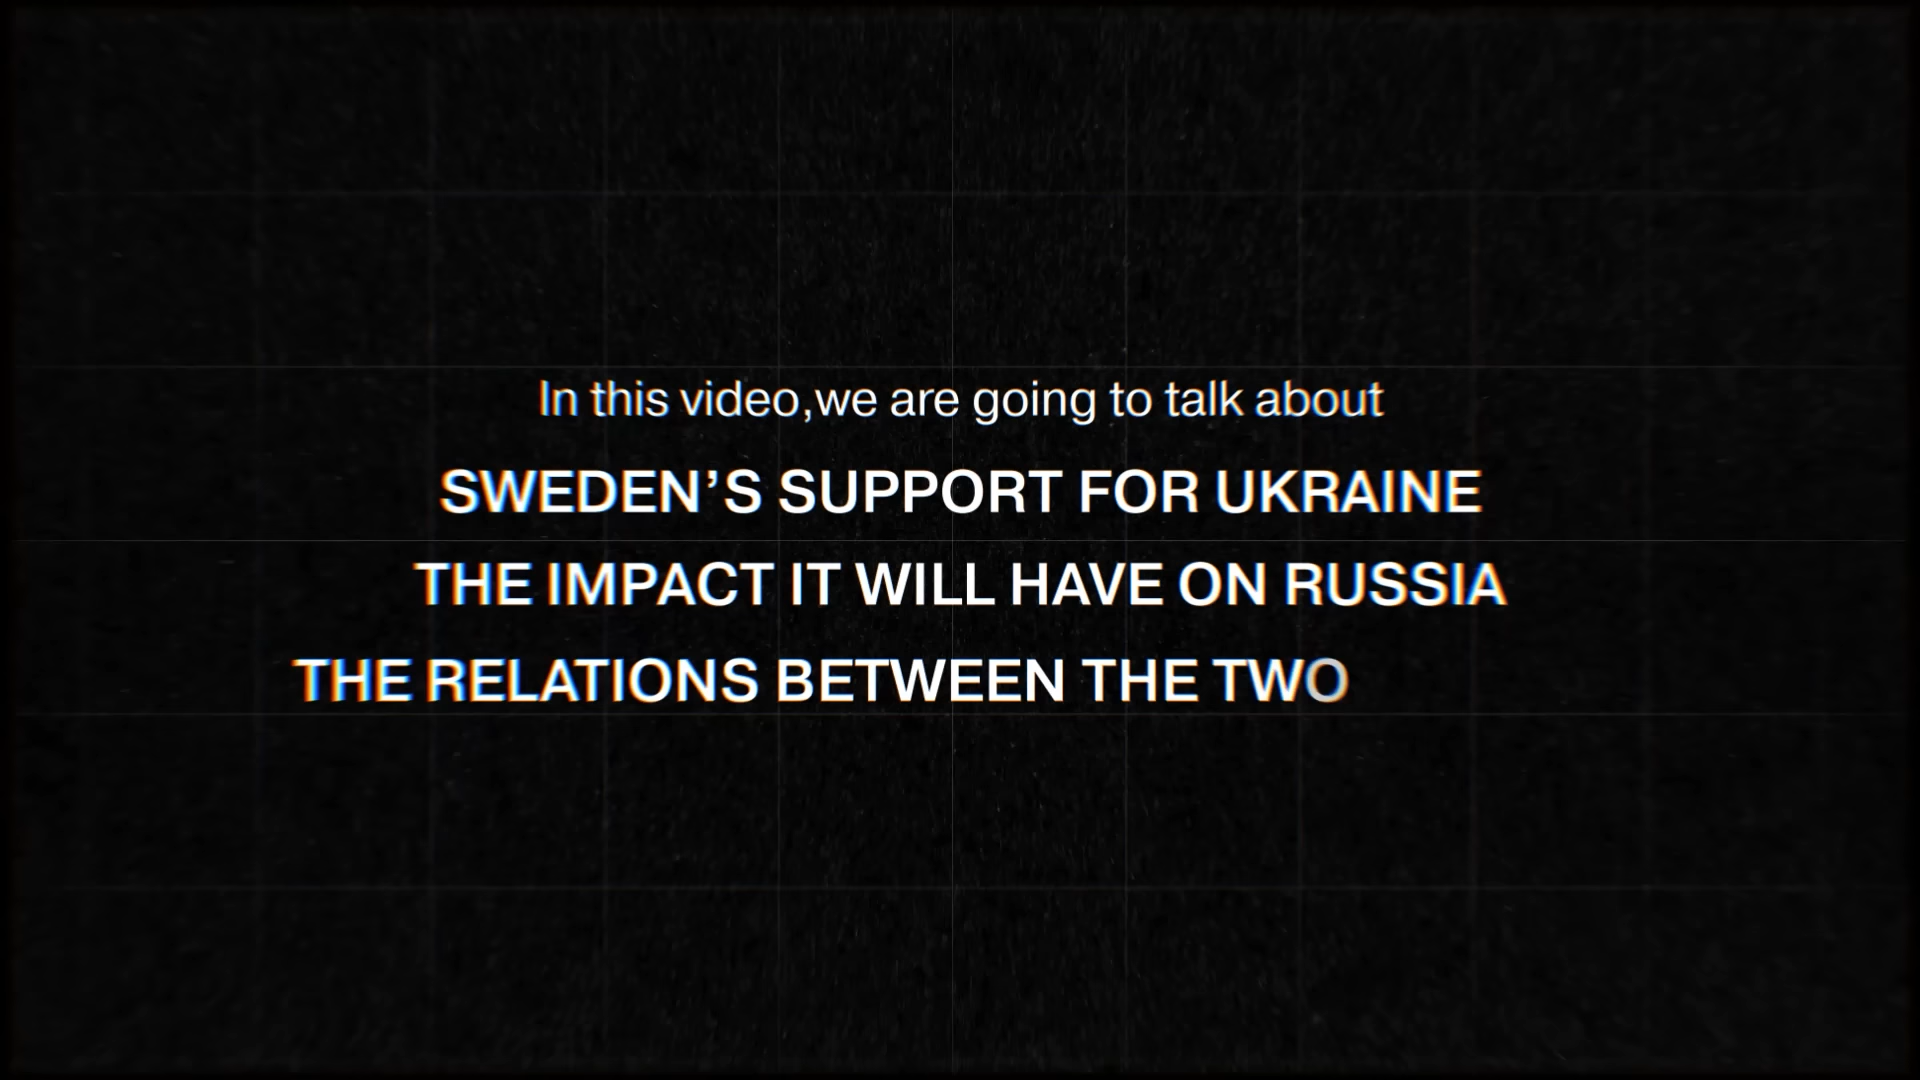 In this video,we are going to talk about
SWEDEN’S SUPPORT FOR UKRAINE
THE IMPACT IT WILL HAVE ON RUSSIA
THE RELATIONS BETWEEN THE TWO